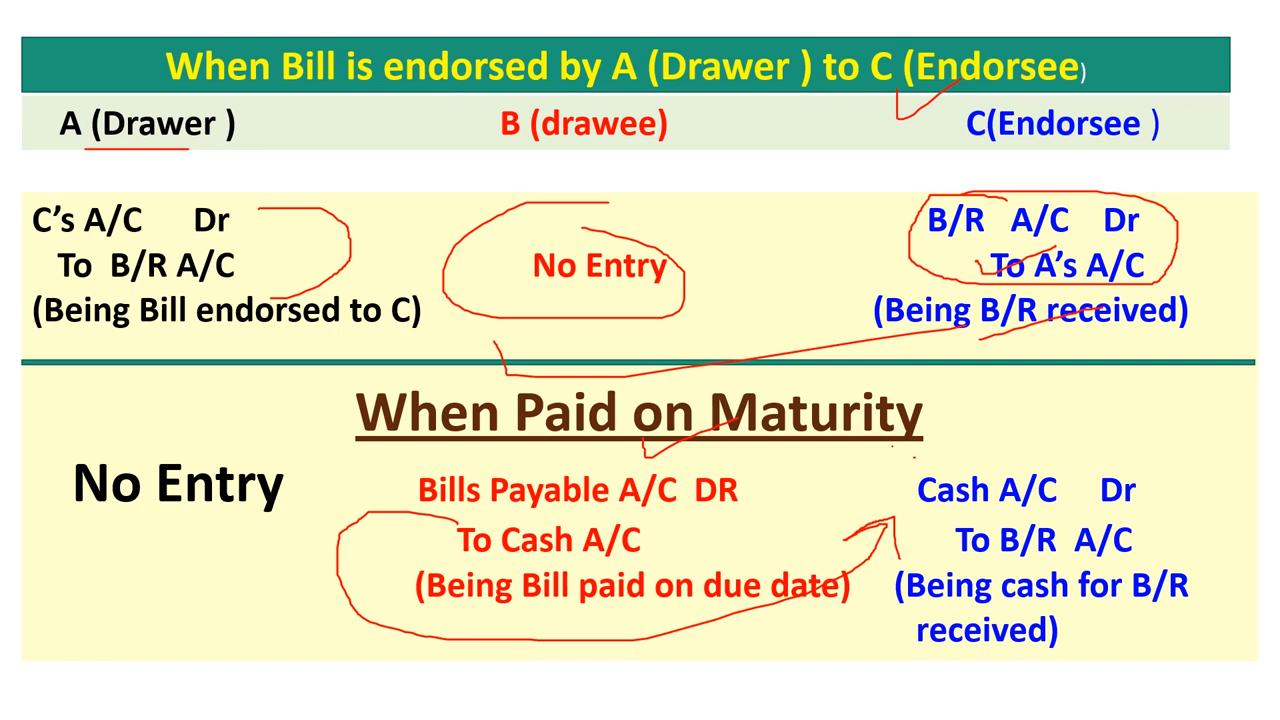 When Bill is endorsed by A (Drawer ) to C (Endorsee)
A (Drawer ) B (drawee) C(Endorsee )
C’s A/C Dr No Entry B/R A/C Dr
To B/R A/C To A’s A/C
(Being Bill endorsed to C) (Being B/R received)
When Paid on Maturity
No Entry Bills Payable A/C DR Cash A/C Dr
To Cash A/C To B/R A/C
(Being Bill paid on due date) (Being cash for B/R
received)